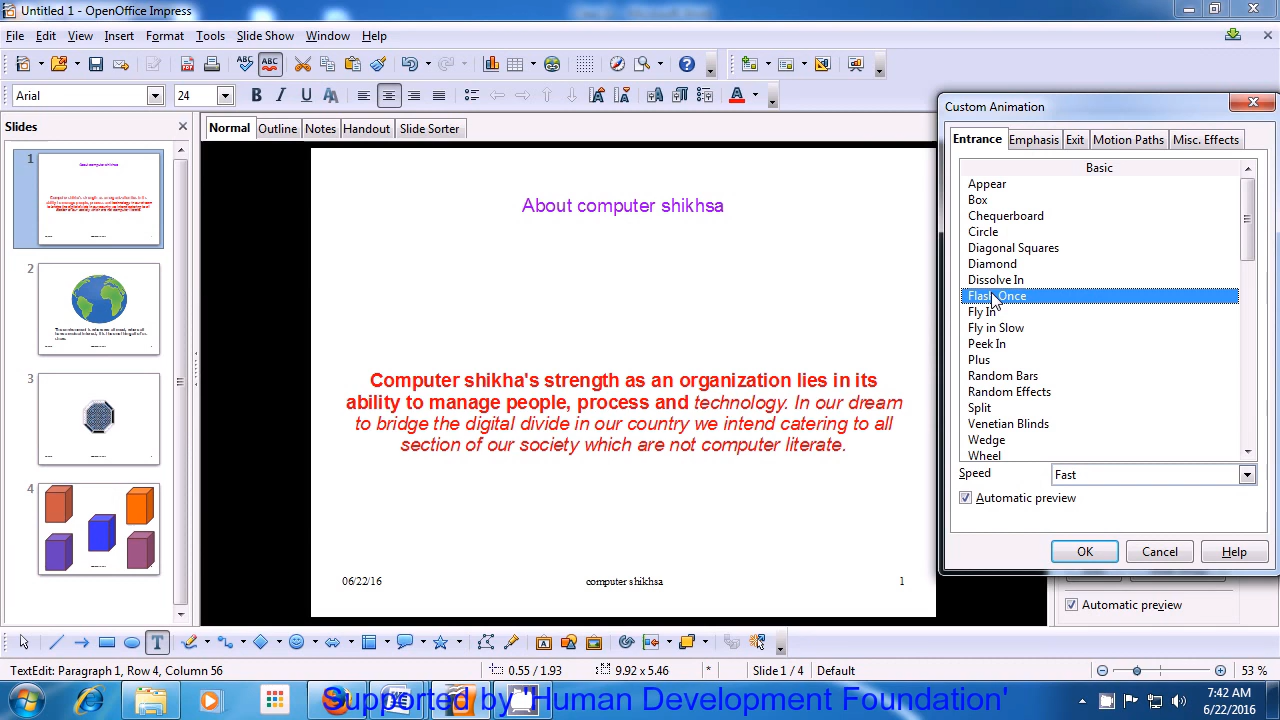 Untitled 1 - OpenOffice Impress
File Edit View Insert Format Tools Slide Show Window Help
Arial 24
Slides
Normal Outline Notes Handout Slide Sorter
1
2
3
4
About computer shikhsa
Computer shikha's strength as an organization lies in its
ability to manage people, process and technology. In our dream
to bridge the digital divide in our country we intend catering to all
section of our society which are not computer literate.
06/22/16 computer shikhsa 1
Custom Animation
Entrance Emphasis Exit Motion Paths Misc. Effects
Basic
Appear
Box
Chequerboard
Circle
Diagonal Squares
Diamond
Dissolve In
Flash Once
Fly In
Fly in Slow
Peek In
Plus
Random Bars
Random Effects
Split
Venetian Blinds
Wedge
Wheel
Speed Fast
Automatic preview
OK Cancel Help
Automatic preview
TextEdit: Paragraph 1, Row 4, Column 56 0.55 / 1.93 9.92 x 5.46 * Slide 1 / 4 Default 53 %
Supported by 'Human Development Foundation'
7:42 AM
6/22/2016